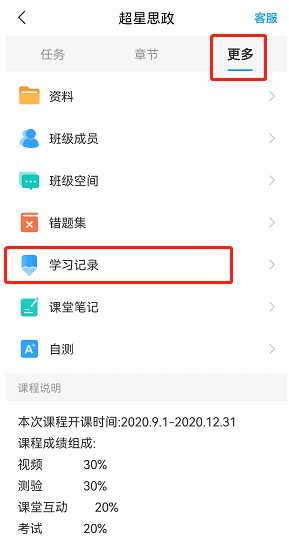 超星思政
客服
任务 章节 更多
资料
班级成员
班级空间
错题集
学习记录
课堂笔记
A+ 自测
课程说明
本次课程开课时间:2020.9.1-2020.12.31
课程成绩组成:
视频 30%
测验 30%
课堂互动 20%
考试 20%